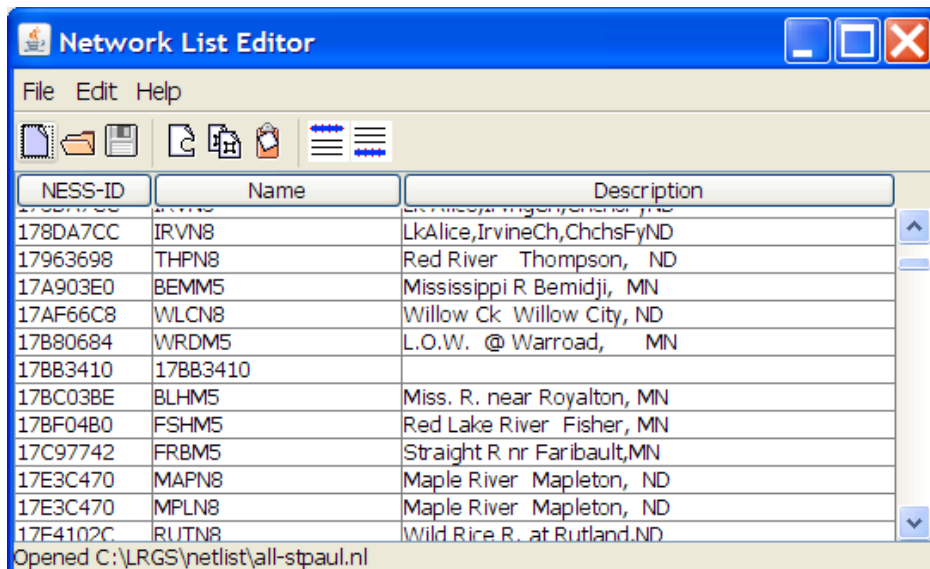 Network List Editor
File Edit Help
NESS-ID Name Description
178DA7CC IRVN8 LkAlice,IrvineCh,ChchsFyND
17963698 THPN8 Red River Thompson, ND
17A903E0 BEMM5 Mississippi R Bemidji, MN
17AF66C8 WLCN8 Willow Ck Willow City, ND
17B80684 WRDM5 L.O.W. @ Warroad, MN
17BB3410 17BB3410
17BC03BE BLHM5 Miss. R. near Royalton, MN
17BF04B0 FSHM5 Red Lake River Fisher, MN
17C97742 FRBM5 Straight R nr Faribault,MN
17E3C470 MAPN8 Maple River Mapleton, ND
17E3C470 MPLN8 Maple River Mapleton, ND
17E4102C RUTN8 Wild Rice R. at Rutland,ND
Opened C:\LRGS\netlist\all-stpaul.nl